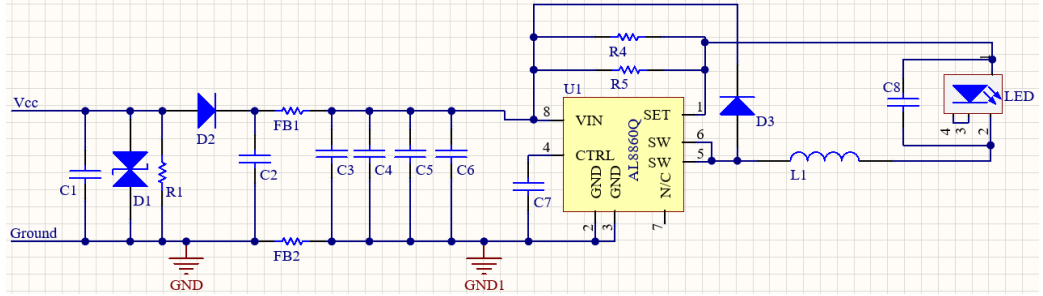 R4
R5
U1
Vcc
D2
FB1
C1
D1
R1
C2
C3
C4
C5
C6
C7
8
VIN
4
CTRL
GND
GND
2
3
AL8860Q
SET
1
SW
6
SW
5
N/C
7
D3
L1
C8
1
LED
4
3
2
Ground
FB2
GND
GND1